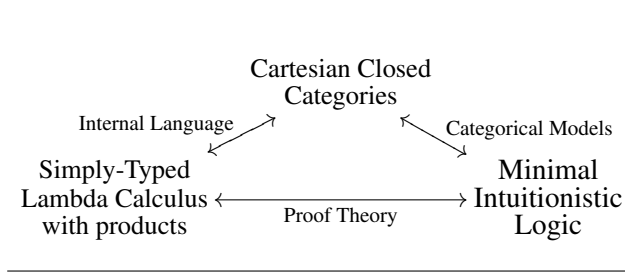 Cartesian Closed
Categories
Internal Language
Categorical Models
Simply-Typed
Lambda Calculus
with products
Proof Theory
Minimal
Intuitionistic
Logic